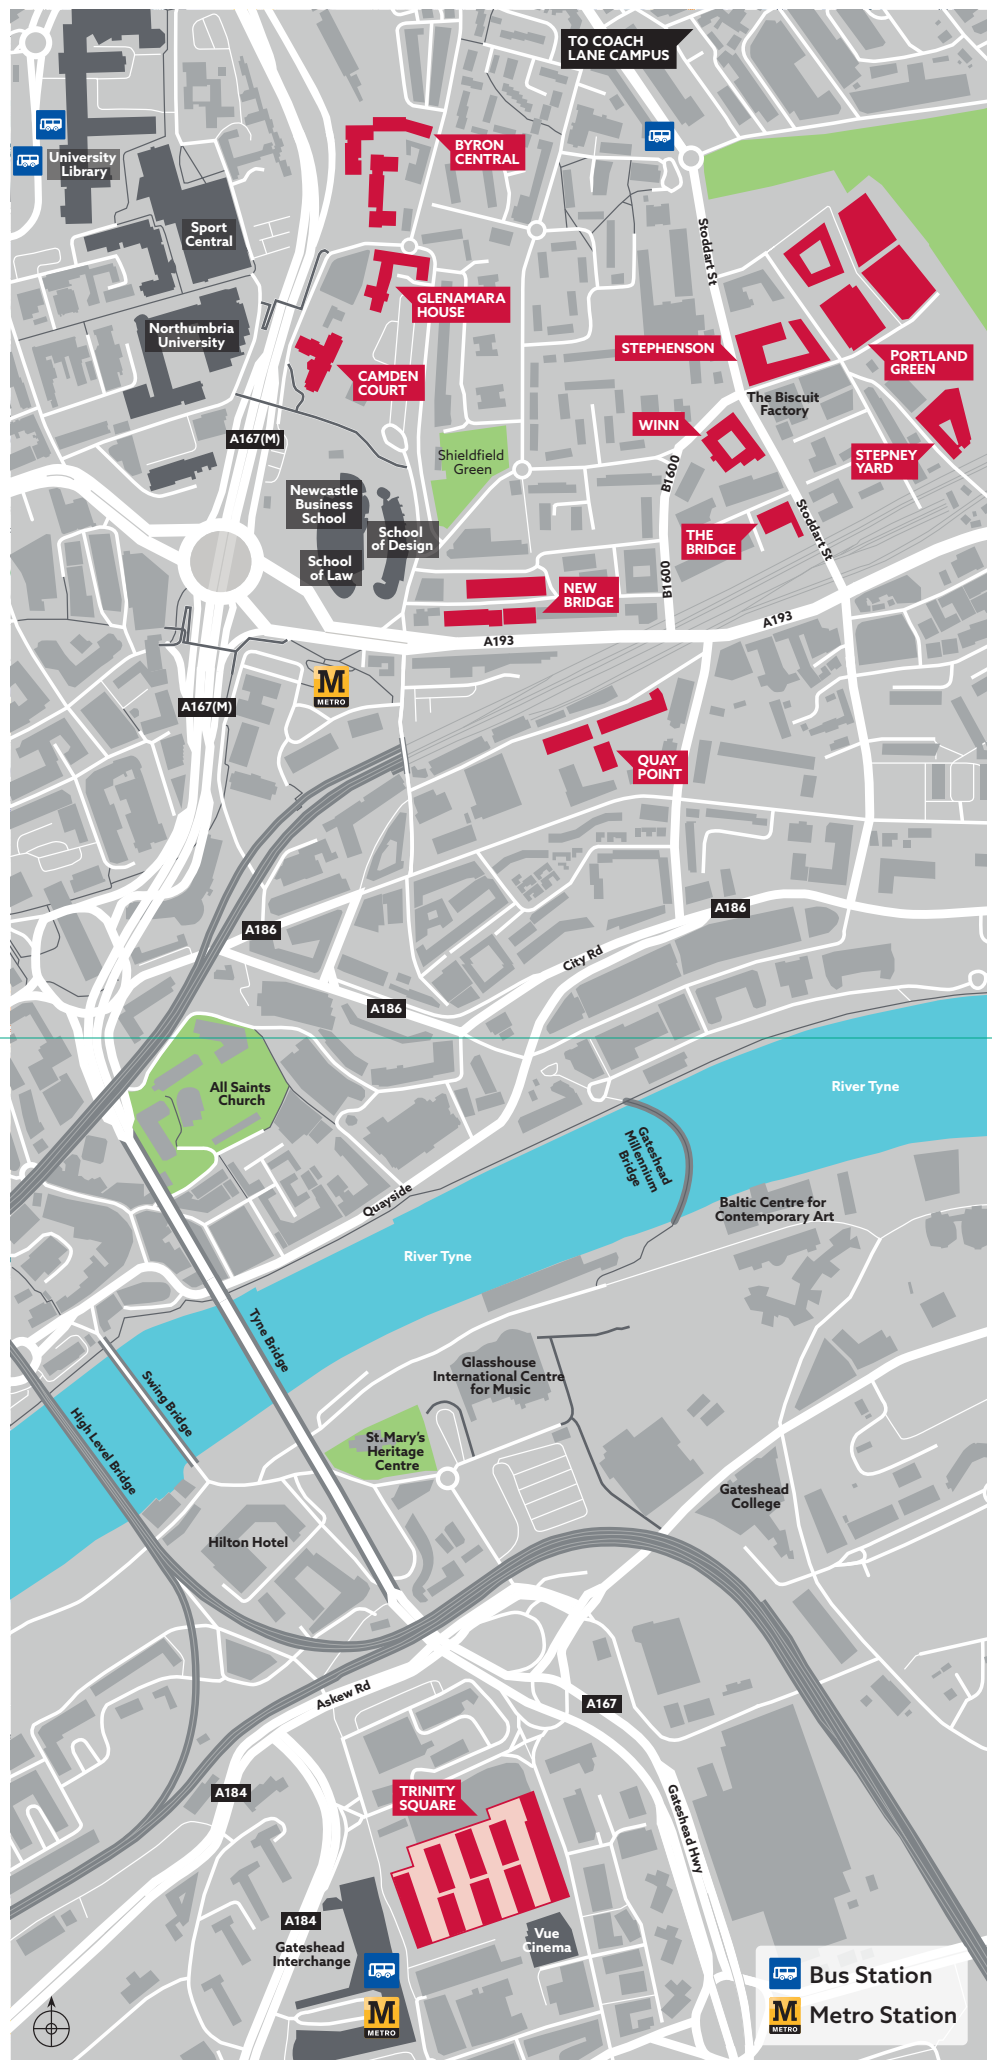 TO COACH
LANE CAMPUS
BYRON
CENTRAL
University
Library
Sport
Central
Stoddart St
GLENAMARA
HOUSE
Northumbria
University
STEPHENSON
PORTLAND
GREEN
CAMDEN
COURT
The Biscuit
Factory
WINN
A167(M)
STEPNEY
YARD
Shieldfield
Green
B1600
Newcastle
Business
School
School
of Design
Stoddart St
THE
BRIDGE
School
of Law
B1600
NEW
BRIDGE
A193
A193
M
METRO
A167(M)
QUAY
POINT
A186
A186
City Rd
A186
All Saints
Church
River Tyne
Gateshead
Millennium
Bridge
Quayside
Baltic Centre for
Contemporary Art
River Tyne
Tyne Bridge
Glasshouse
International Centre
for Music
Swing Bridge
High Level Bridge
St.Mary's
Heritage
Centre
Gateshead
College
Hilton Hotel
Askew Rd
A167
A184
TRINITY
SQUARE
Gateshead Hwy
A184
Gateshead
Interchange
Vue
Cinema
M
METRO
Bus Station
M
METRO
Metro Station